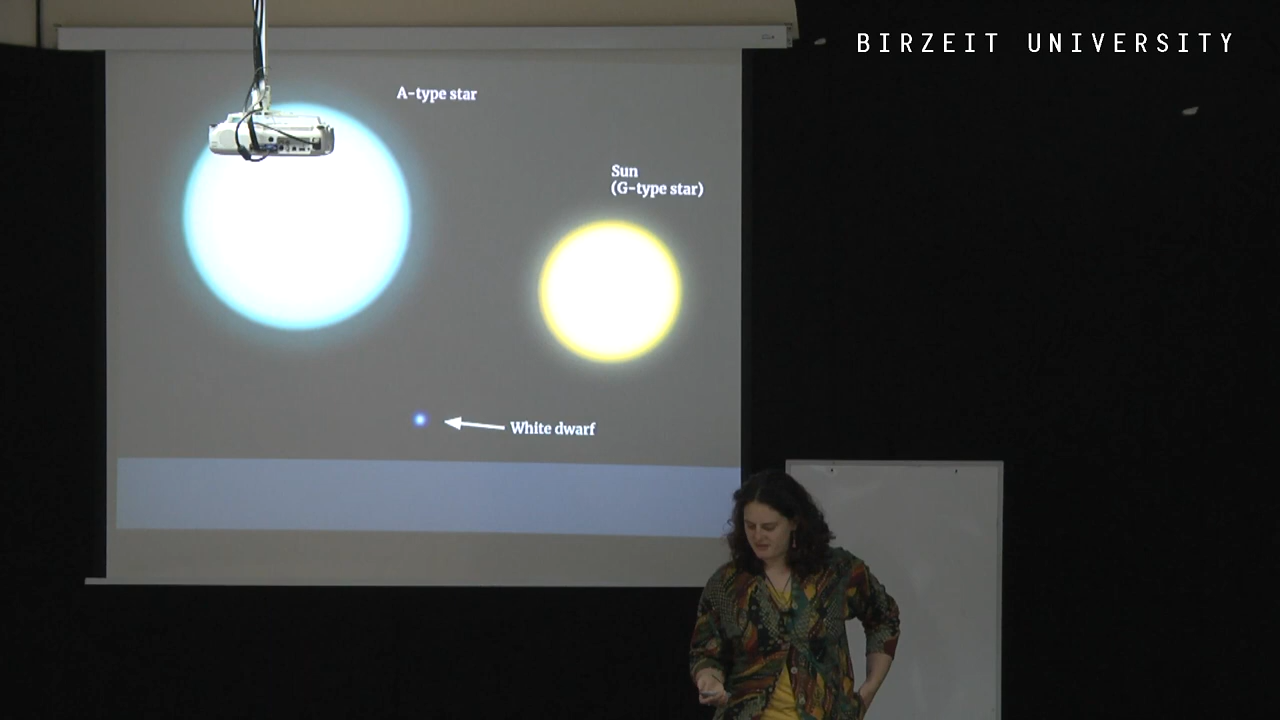 BIRZEIT UNIVERSITY
A-type star
Sun
(G-type star)
White dwarf